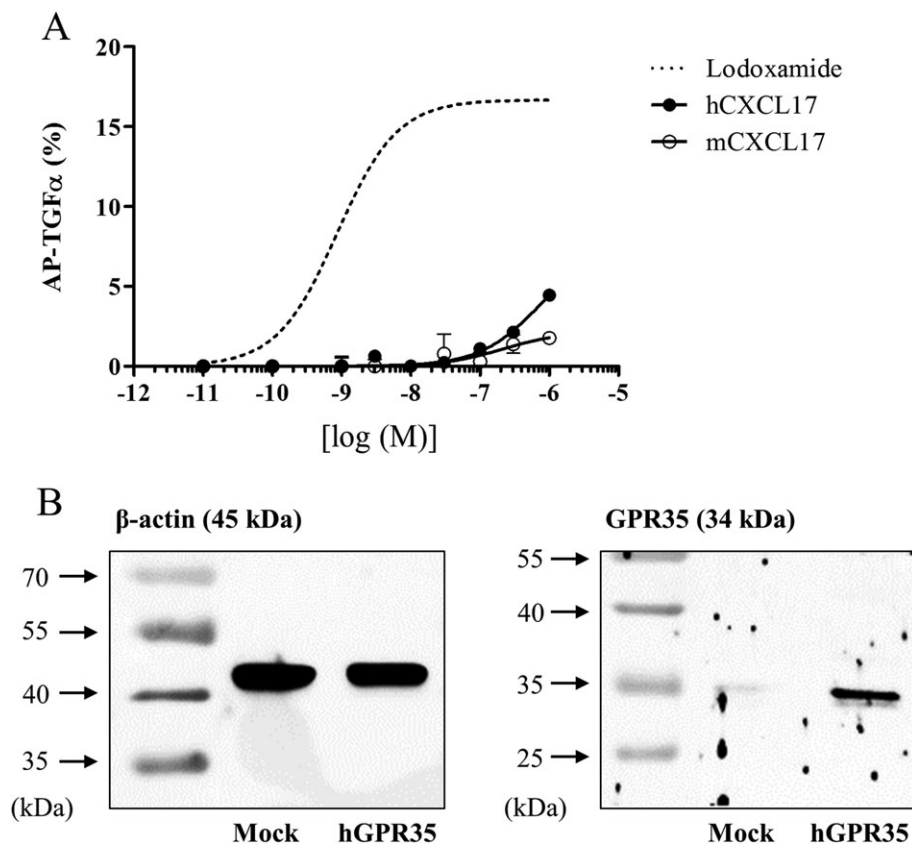 A
20
15
10
5
0
AP-TGFα (%)
-12 -11 -10 -9 -8 -7 -6 -5
[log (M)]
Lodoxamide
hCXCL17
mCXCL17
B
β-actin (45 kDa)
70
55
40
35
(kDa)
Mock hGPR35
GPR35 (34 kDa)
55
40
35
25
(kDa)
Mock hGPR35